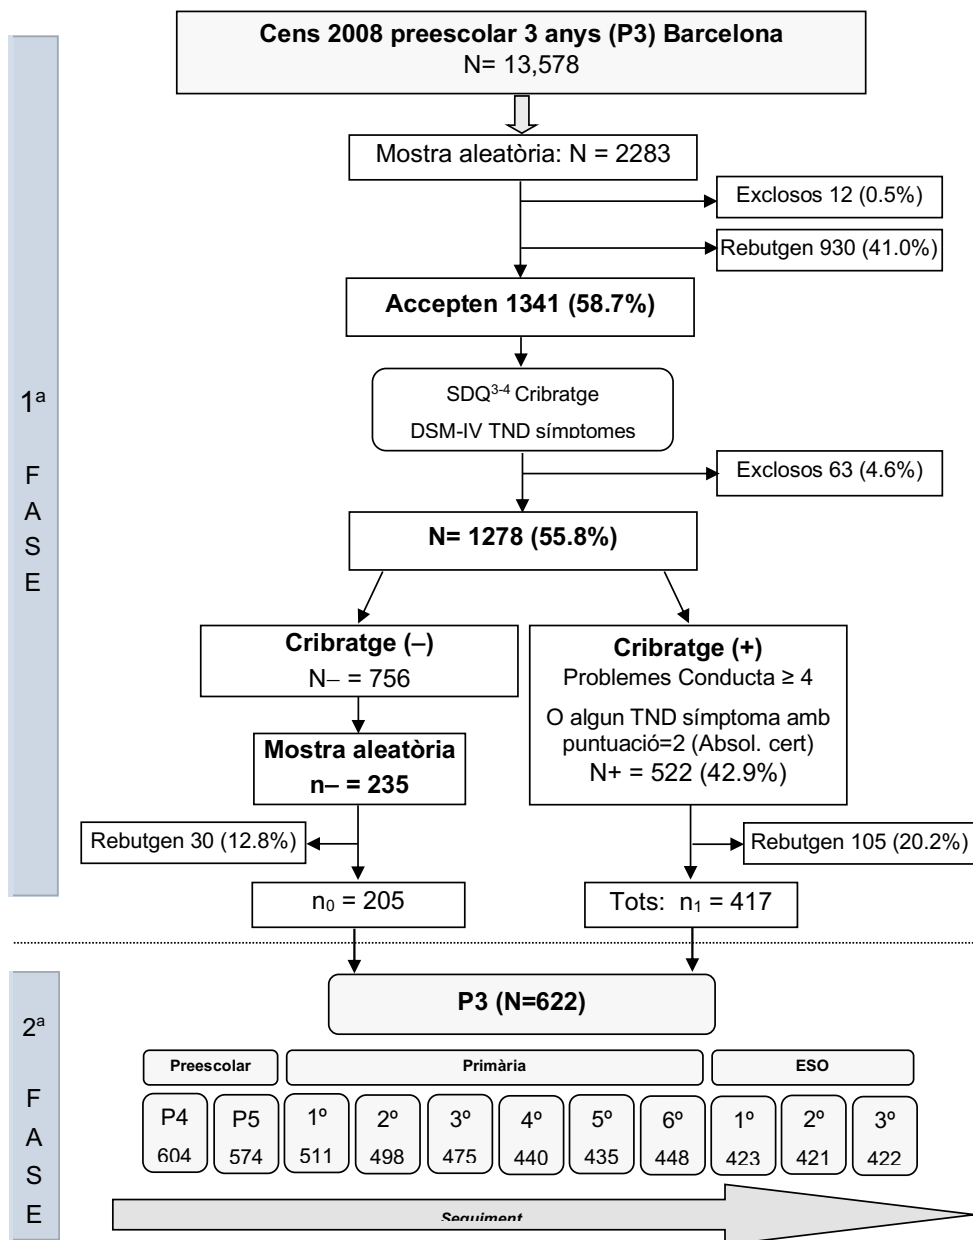 Cens 2008 preescolar 3 anys (P3) Barcelona
N= 13,578
Mostra aleatòria: N = 2283
Exclosos 12 (0.5%)
Rebutgen 930 (41.0%)
Accepten 1341 (58.7%)
SDQ3-4 Cribratge
DSM-IV TND símptomes
Exclosos 63 (4.6%)
N= 1278 (55.8%)
Cribratge (–)
N– = 756
Mostra aleatòria
n– = 235
Rebutgen 30 (12.8%)
n0 = 205
Cribratge (+)
Problemes Conducta ≥ 4
O algun TND símptoma amb
puntuació=2 (Absol. cert)
N+ = 522 (42.9%)
Rebutgen 105 (20.2%)
Tots: n1 = 417
1ª
F
A
S
E
P3 (N=622)
2ª
F
A
S
E
Preescolar
Primària
ESO
P4 P5 1º 2º 3º 4º 5º 6º 1º 2º 3º
604 574 511 498 475 440 435 448 423 421 422
Seguiment